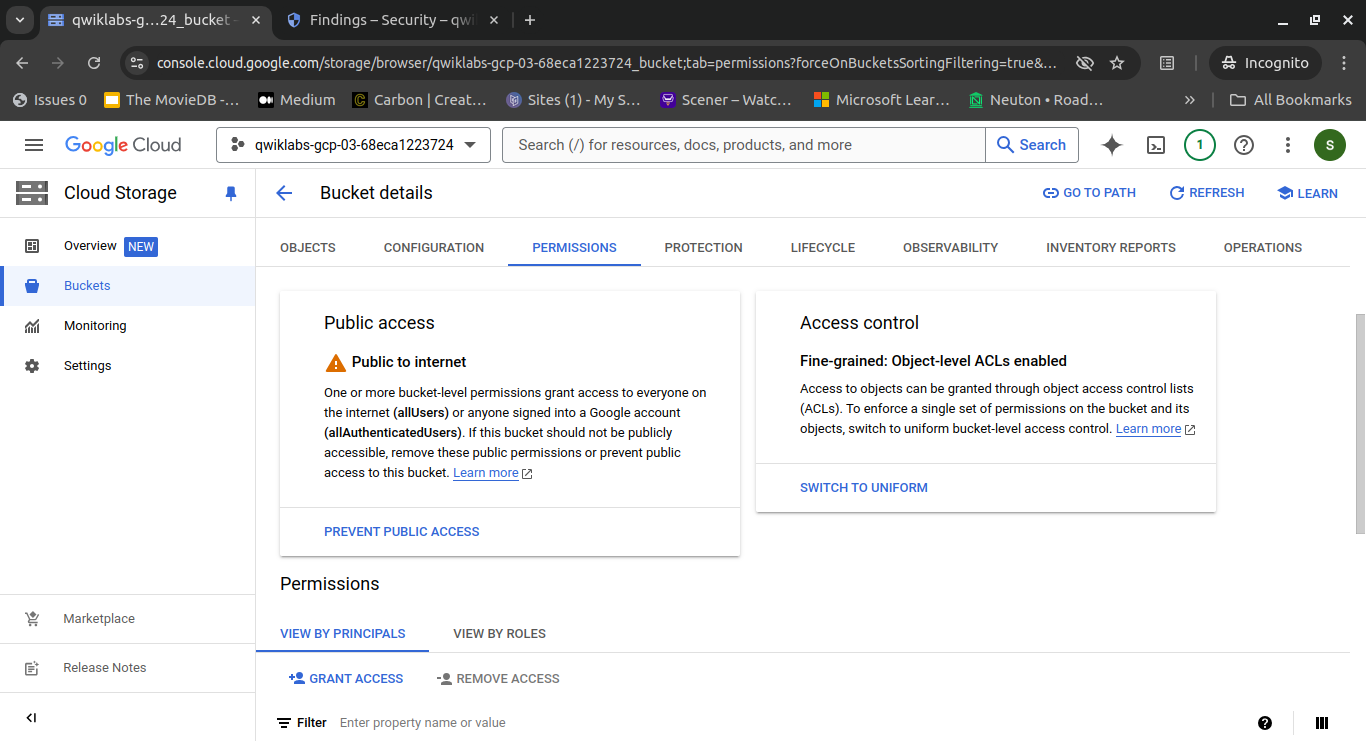 qwiklabs-g…24_bucket -
Findings – Security – qwi
console.cloud.google.com/storage/browser/qwiklabs-gcp-03-68eca1223724_bucket;tab=permissions?forceOnBucketsSortingFiltering=true&...
Incognito
Issues 0
The MovieDB -...
Medium
Carbon | Creat...
Sites (1) - My S...
Scener – Watc...
Microsoft Lear...
Neuton • Road...
All Bookmarks
Google Cloud
qwiklabs-gcp-03-68eca1223724
Search (/) for resources, docs, products, and more
Search
1
S
Cloud Storage
Bucket details
GO TO PATH
REFRESH
LEARN
Overview NEW
Buckets
Monitoring
Settings
Marketplace
Release Notes
OBJECTS
CONFIGURATION
PERMISSIONS
PROTECTION
LIFECYCLE
OBSERVABILITY
INVENTORY REPORTS
OPERATIONS
Public access
Public to internet
One or more bucket-level permissions grant access to everyone on
the internet (allUsers) or anyone signed into a Google account
(allAuthenticatedUsers). If this bucket should not be publicly
accessible, remove these public permissions or prevent public
access to this bucket. Learn more
PREVENT PUBLIC ACCESS
Access control
Fine-grained: Object-level ACLs enabled
Access to objects can be granted through object access control lists
(ACLs). To enforce a single set of permissions on the bucket and its
objects, switch to uniform bucket-level access control. Learn more
SWITCH TO UNIFORM
Permissions
VIEW BY PRINCIPALS
VIEW BY ROLES
GRANT ACCESS
REMOVE ACCESS
Filter
Enter property name or value